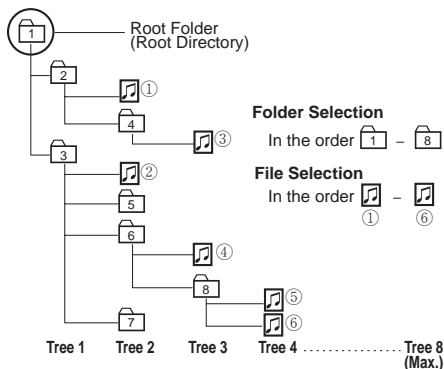 1
Root Folder
(Root Directory)
2
①
4
③
3
②
5
6
④
8
⑤
⑥
7
Folder Selection
In the order 1 – 8
File Selection
In the order –
① ⑥
Tree 1 Tree 2 Tree 3 Tree 4 .................. Tree 8
(Max.)